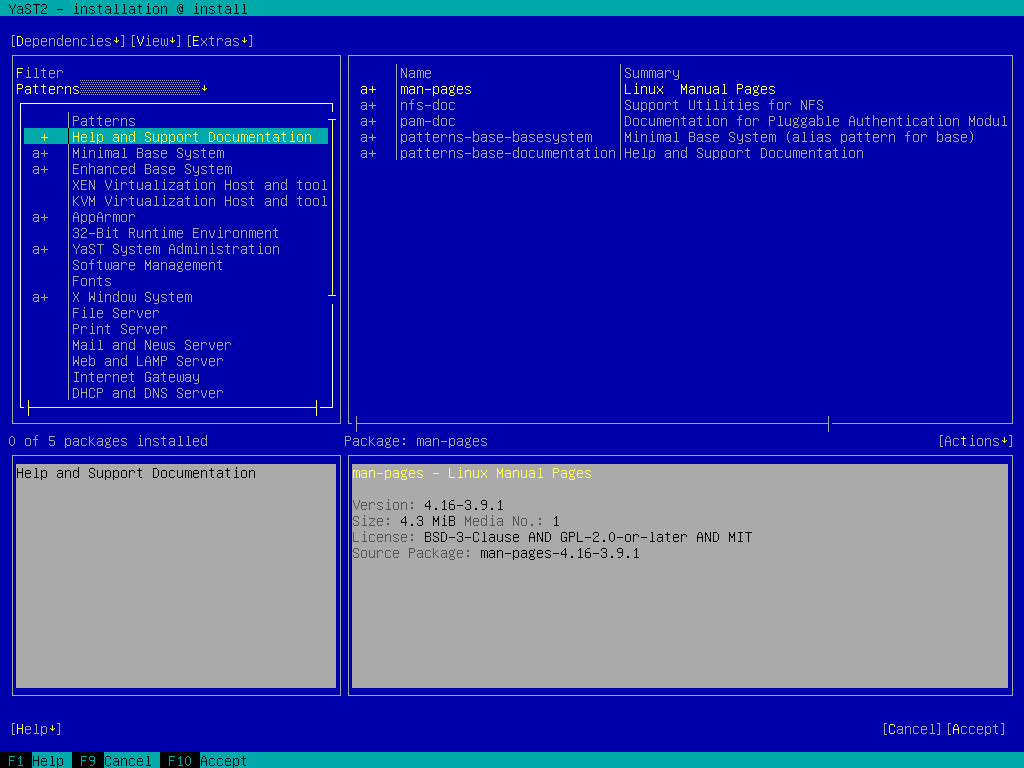 YaST2 - installation @ install
[Dependencies↓][View↓][Extras↓]
Filter
Patterns↓
Patterns
+ Help and Support Documentation
a+ Minimal Base System
a+ Enhanced Base System
XEN Virtualization Host and tool
KVM Virtualization Host and tool
a+ AppArmor
32-Bit Runtime Environment
a+ YaST System Administration
Software Management
Fonts
a+ X Window System
File Server
Print Server
Mail and News Server
Web and LAMP Server
Internet Gateway
DHCP and DNS Server
Name Summary
a+ man-pages Linux  Manual Pages
a+ nfs-doc Support Utilities for NFS
a+ pam-doc Documentation for Pluggable Authentication Modul
a+ patterns-base-basesystem Minimal Base System (alias pattern for base)
a+ patterns-base-documentation Help and Support Documentation
0 of 5 packages installed
Package: man-pages
[Actions↓]
Help and Support Documentation
man-pages - Linux Manual Pages
Version: 4.16-3.9.1
Size: 4.3 MiB Media No.: 1
License: BSD-3-Clause AND GPL-2.0-or-later AND MIT
Source Package: man-pages-4.16-3.9.1
[Help↓]
[Cancel][Accept]
F1 Help F9 Cancel F10 Accept